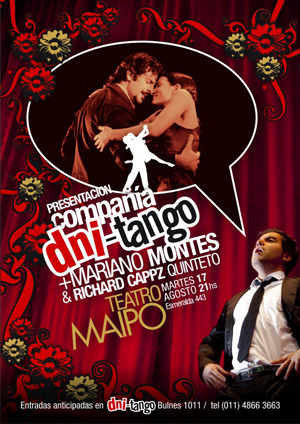 PRESENTACION
compañía
dni-tango
+MARIANO MONTES
& RICHARD CAPPZ QUINTETO
TEATRO
MAIPO
MARTES 17
AGOSTO 21hs
Esmeralda 443
Entradas anticipadas en dni-tango Bulnes 1011 / tel (011) 4866 3663